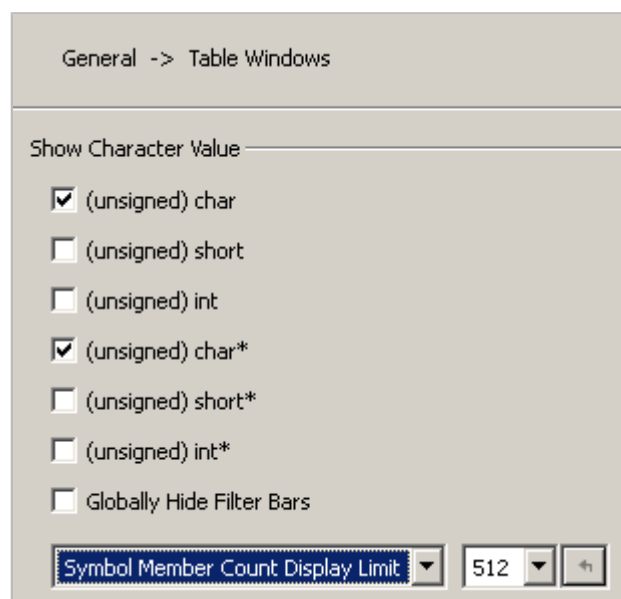 General -> Table Windows
Show Character Value
(unsigned) char
(unsigned) short
(unsigned) int
(unsigned) char*
(unsigned) short*
(unsigned) int*
Globally Hide Filter Bars
Symbol Member Count Display Limit 512